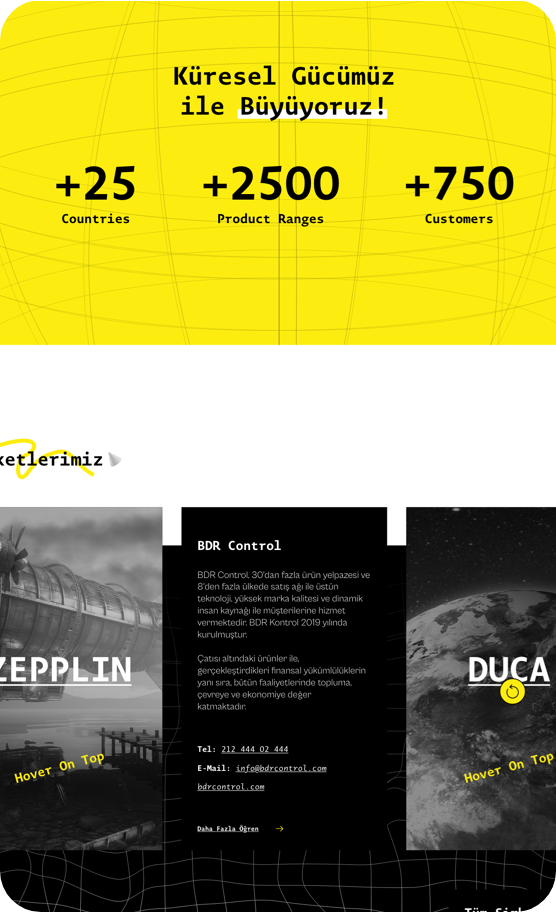 Küresel Gücümüz
ile Büyüyoruz!
+25
Countries
+2500
Product Ranges
+750
Customers
ketlerimiz
ZEPPLIN
Hover On Top
BDR Control
BDR Control, 30'dan fazla ürün yelpazesi ve
8'den fazla ülkede satış ağı ile üstün
teknoloji, yüksek marka kalitesi ve dinamik
insan kaynağı ile müşterilerine hizmet
vermektedir. BDR Kontrol 2019 yılında
kurulmuştur.
Çatısı altındaki ürünler ile,
gerçekleştirdikleri finansal yükümlülüklerin
yanı sıra, bütün faaliyetlerinde topluma,
çevreye ve ekonomiye değer
katmaktadır.
Tel: 212 444 02 444
E-Mail: info@bdrcontrol.com
bdrcontrol.com
Daha Fazla Öğren
DUCA
Hover On Top